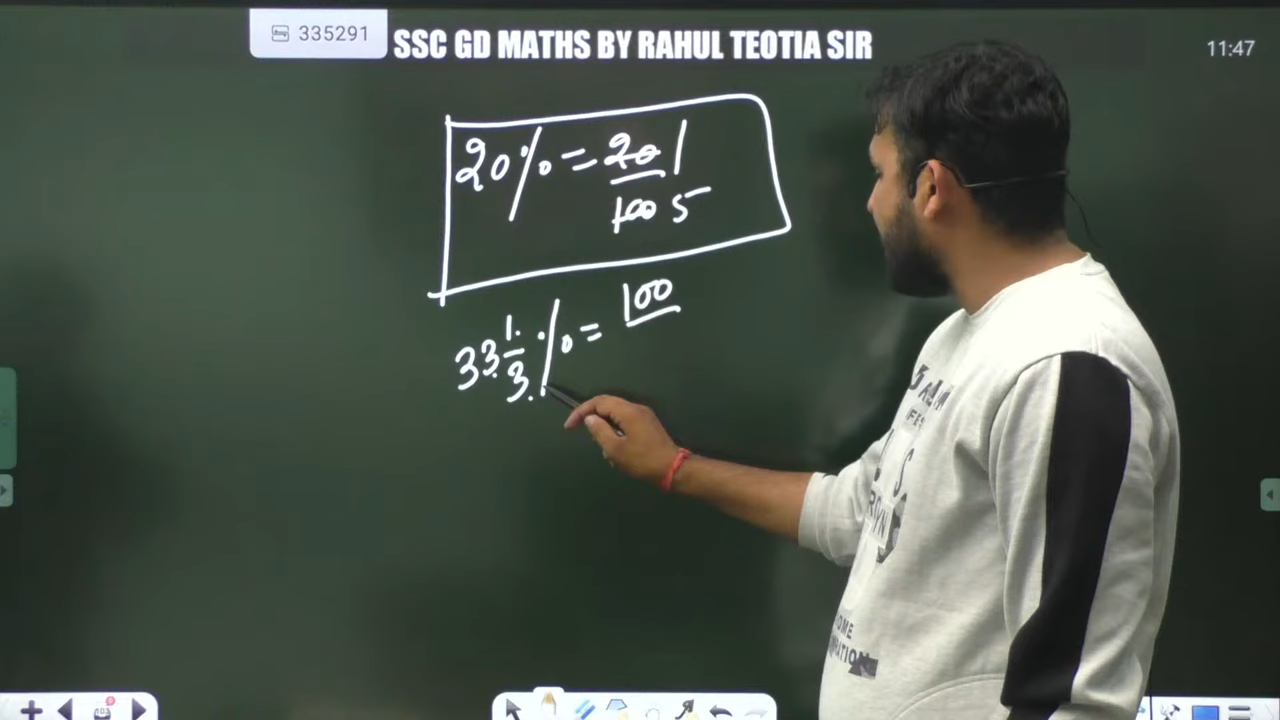 335291
SSC GD MATHS BY RAHUL TEOTIA SIR
11:47
20% = 20/100 1/5
33 1/3 % = 100